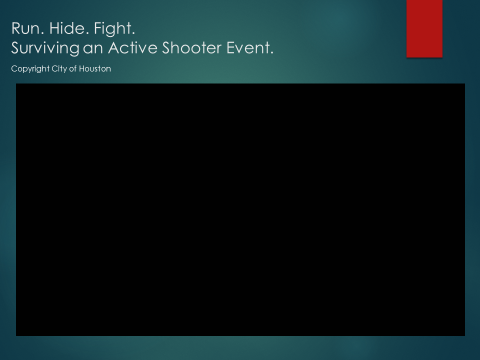 Run. Hide. Fight.
Surviving an Active Shooter Event.
Copyright City of Houston